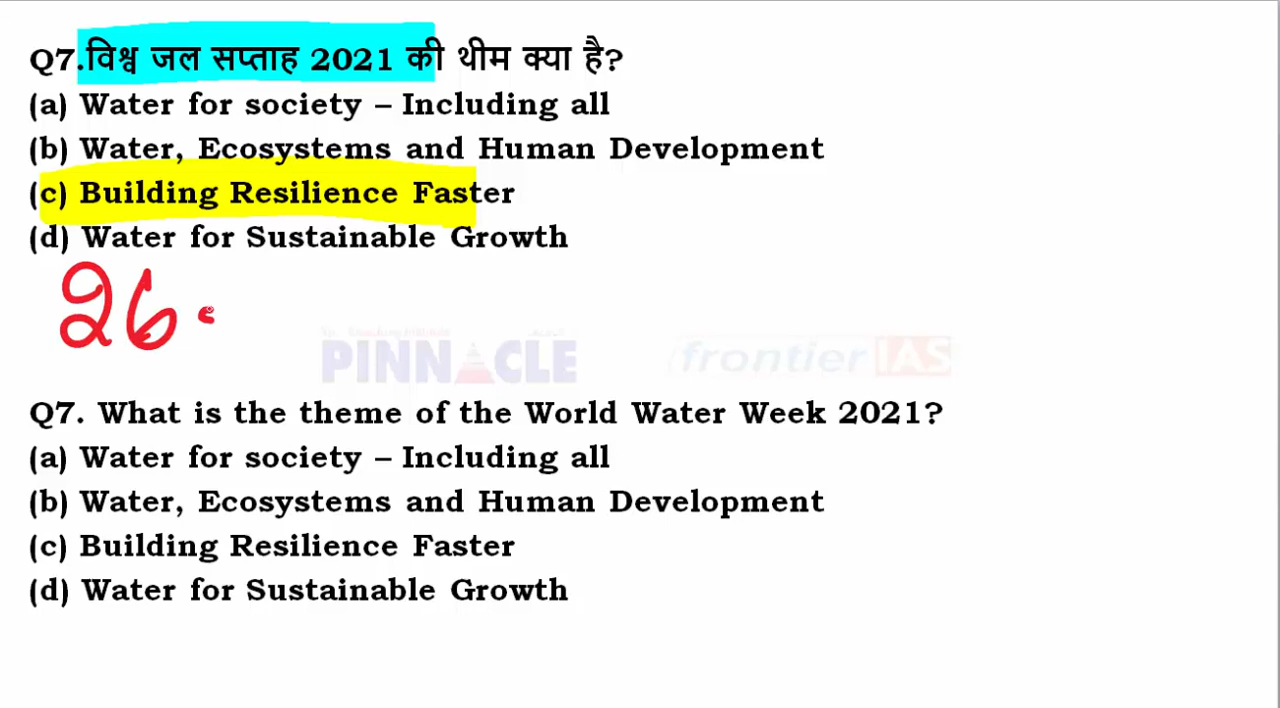 Q7.विश्व जल सप्ताह 2021 की थीम क्या है?
(a) Water for society – Including all
(b) Water, Ecosystems and Human Development
(c) Building Resilience Faster
(d) Water for Sustainable Growth
26
PINNACLE frontier IAS
Q7. What is the theme of the World Water Week 2021?
(a) Water for society – Including all
(b) Water, Ecosystems and Human Development
(c) Building Resilience Faster
(d) Water for Sustainable Growth